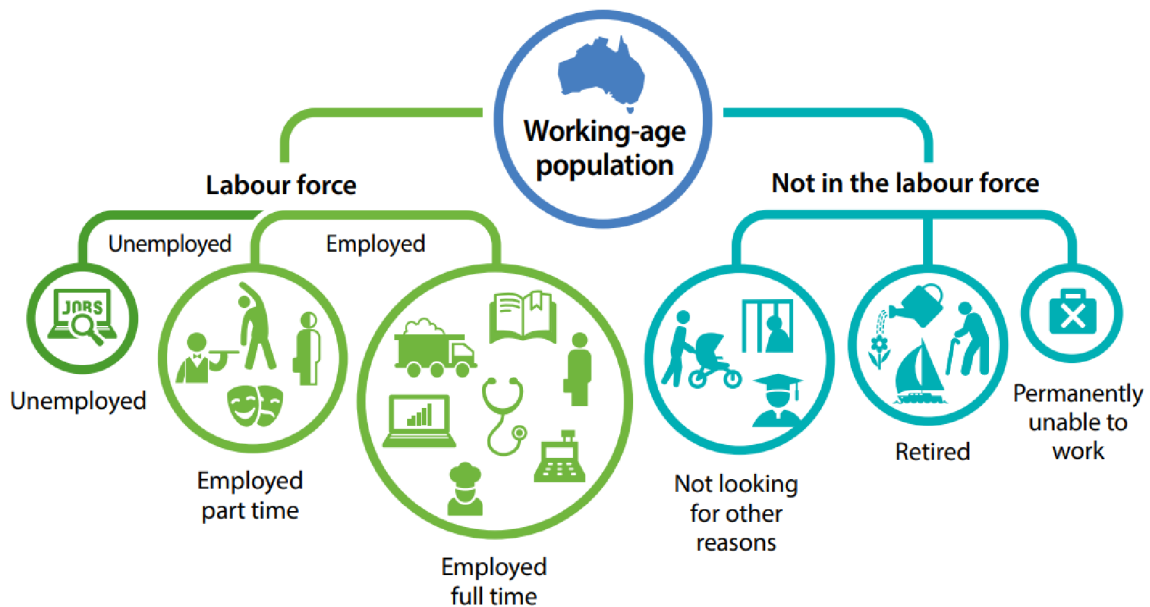 Working-age
population
Labour force
Not in the labour force
Unemployed
Employed
JOBS
Unemployed
Employed
part time
Employed
full time
Not looking
for other
reasons
Retired
Permanently
unable to
work